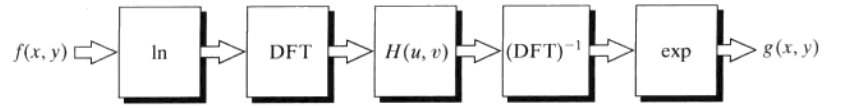 f(x, y) ln DFT H(u, v) (DFT)⁻¹ exp g(x, y)